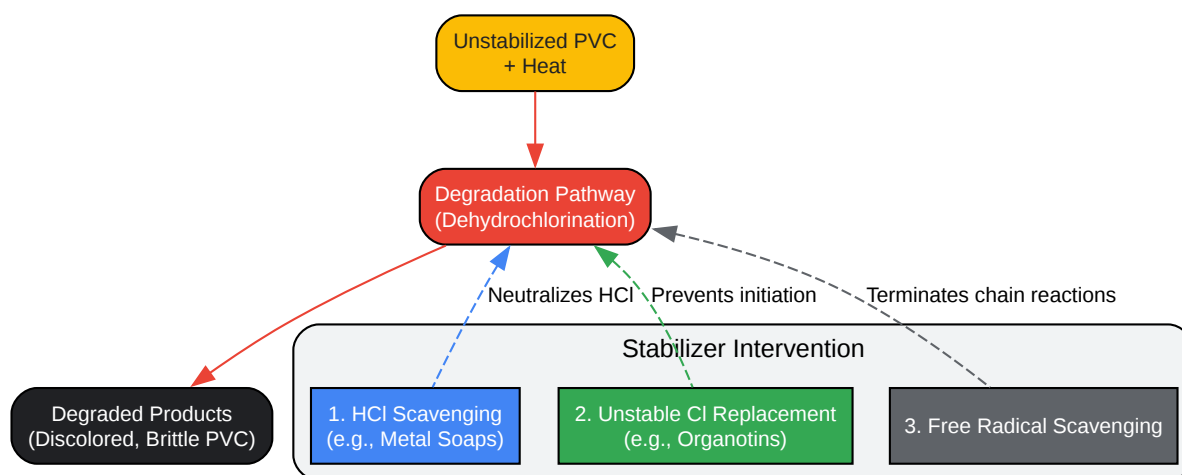 Unstabilized PVC
+ Heat
Degradation Pathway
(Dehydrochlorination)
Neutralizes HCl
Prevents initiation
Terminates chain reactions
Stabilizer Intervention
Degraded Products
(Discolored, Brittle PVC)
1. HCl Scavenging
(e.g., Metal Soaps)
2. Unstable Cl Replacement
(e.g., Organotins)
3. Free Radical Scavenging